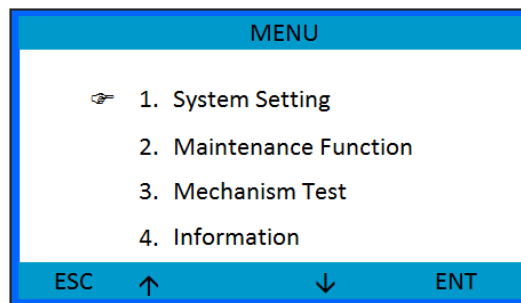 MENU
☞ 1. System Setting
2. Maintenance Function
3. Mechanism Test
4. Information
ESC ↑ ↓ ENT